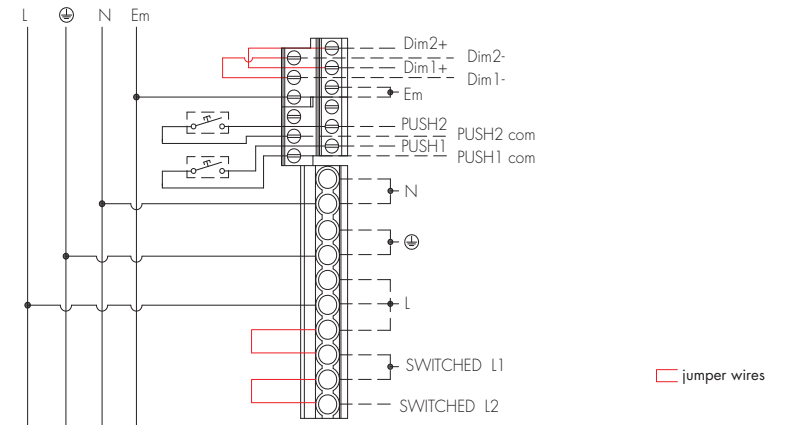 L N Em
Dim2+
Dim2-
Dim1+
Dim1-
Em
PUSH2
PUSH2 com
PUSH1
PUSH1 com
N
L
SWITCHED L1
jumper wires
SWITCHED L2